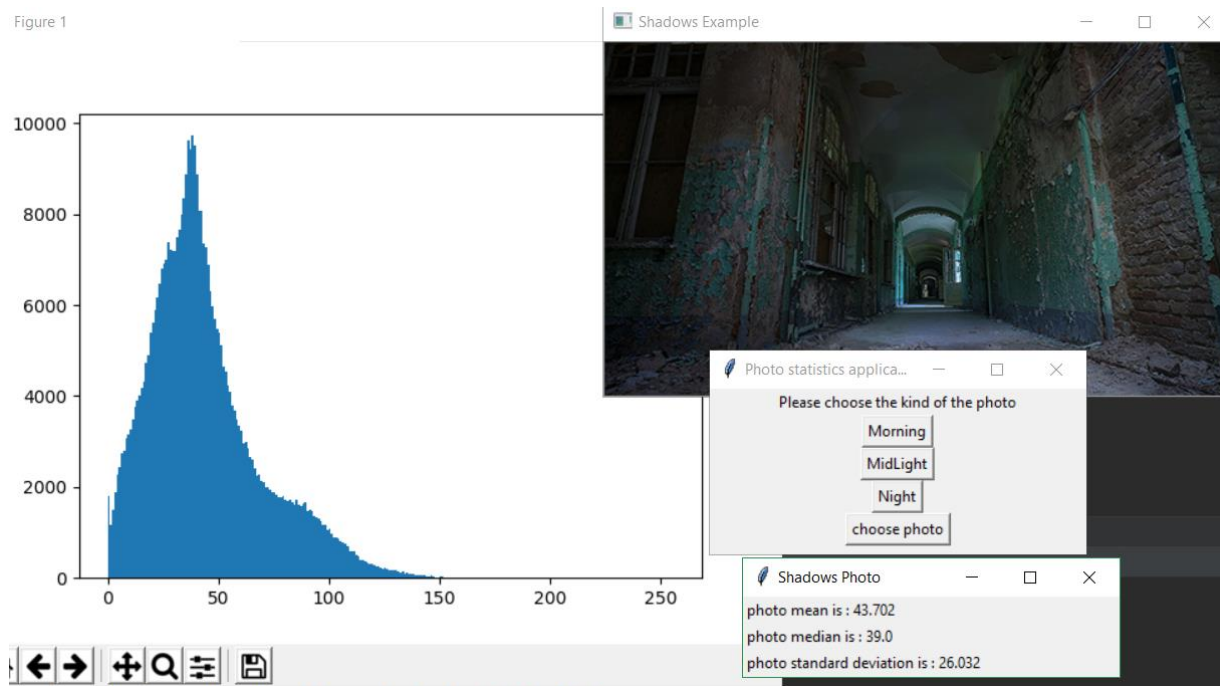 Figure 1
10000
8000
6000
4000
2000
0
0 50 100 150 200 250
Shadows Example
Photo statistics applica...
Please choose the kind of the photo
Morning
MidLight
Night
choose photo
Shadows Photo
photo mean is : 43.702
photo median is : 39.0
photo standard deviation is : 26.032